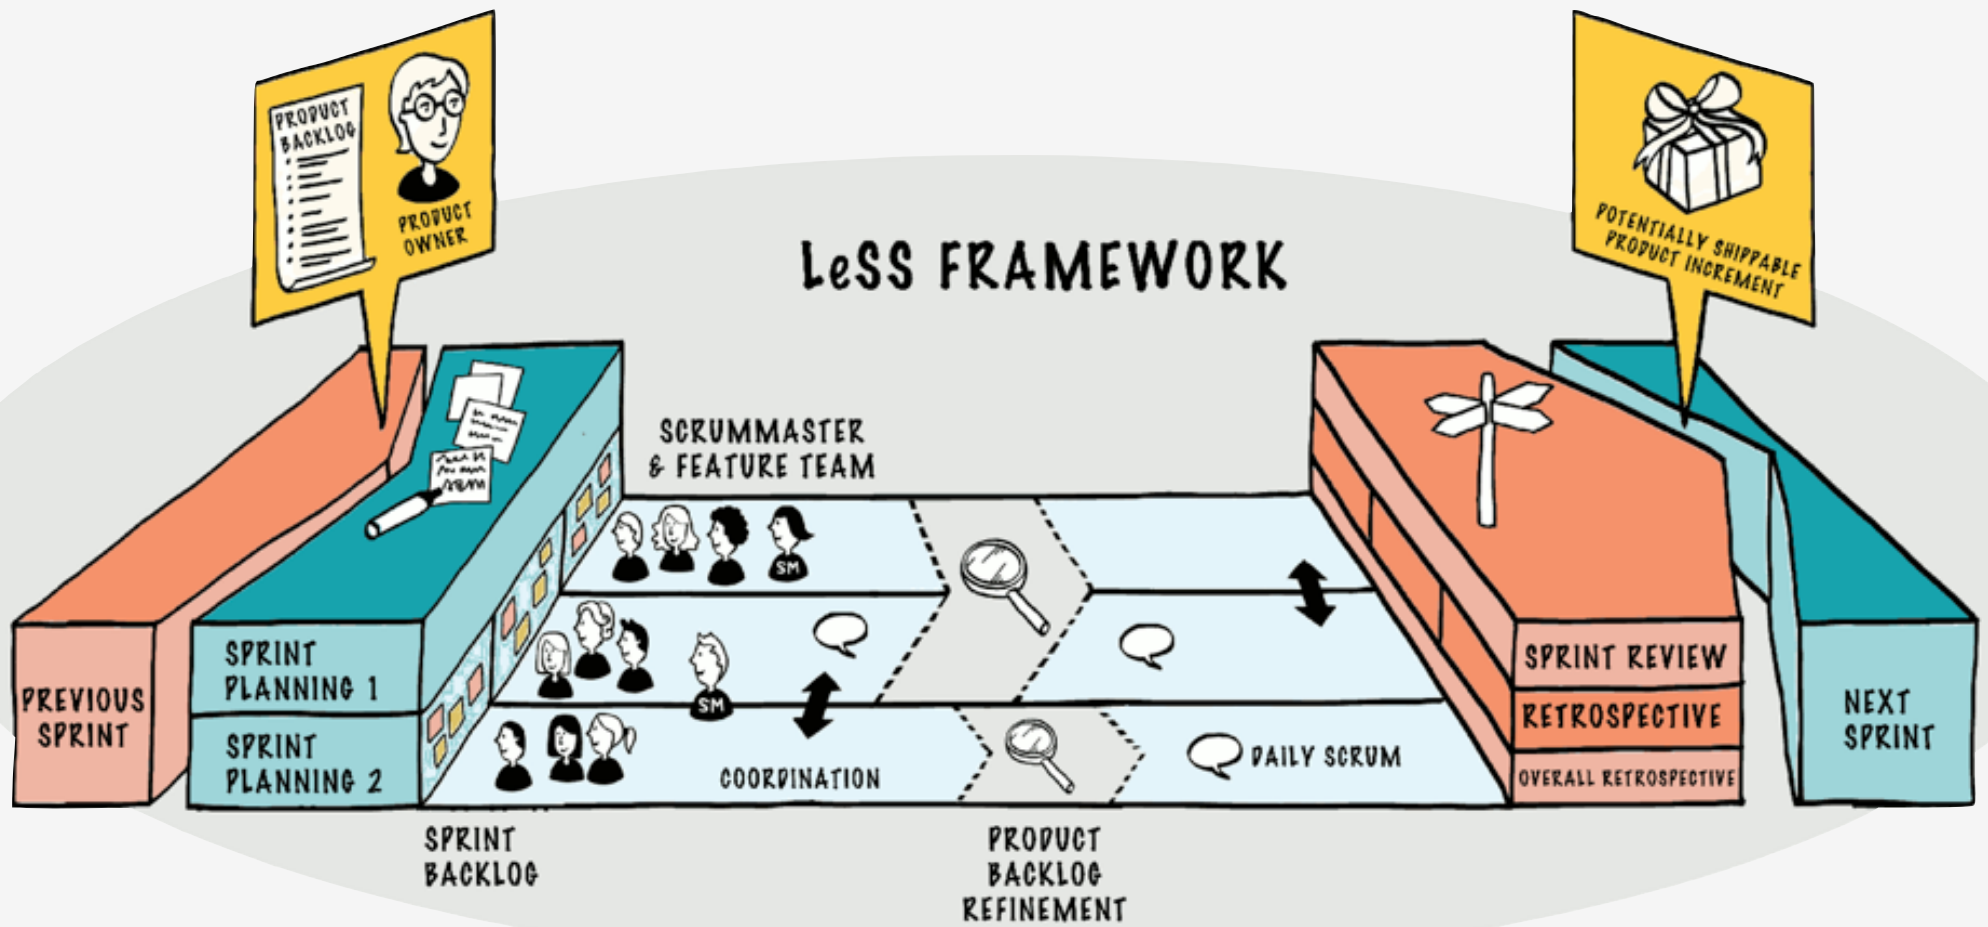 PRODUCT
BACKLOG
PRODUCT
OWNER
POTENTIALLY SHIPPABLE
PRODUCT INCREMENT
LeSS FRAMEWORK
SCRUMMASTER
& FEATURE TEAM
SM
SM
PREVIOUS
SPRINT
SPRINT
PLANNING 1
SPRINT
PLANNING 2
COORDINATION
DAILY SCRUM
SPRINT REVIEW
RETROSPECTIVE
OVERALL RETROSPECTIVE
NEXT
SPRINT
SPRINT
BACKLOG
PRODUCT
BACKLOG
REFINEMENT